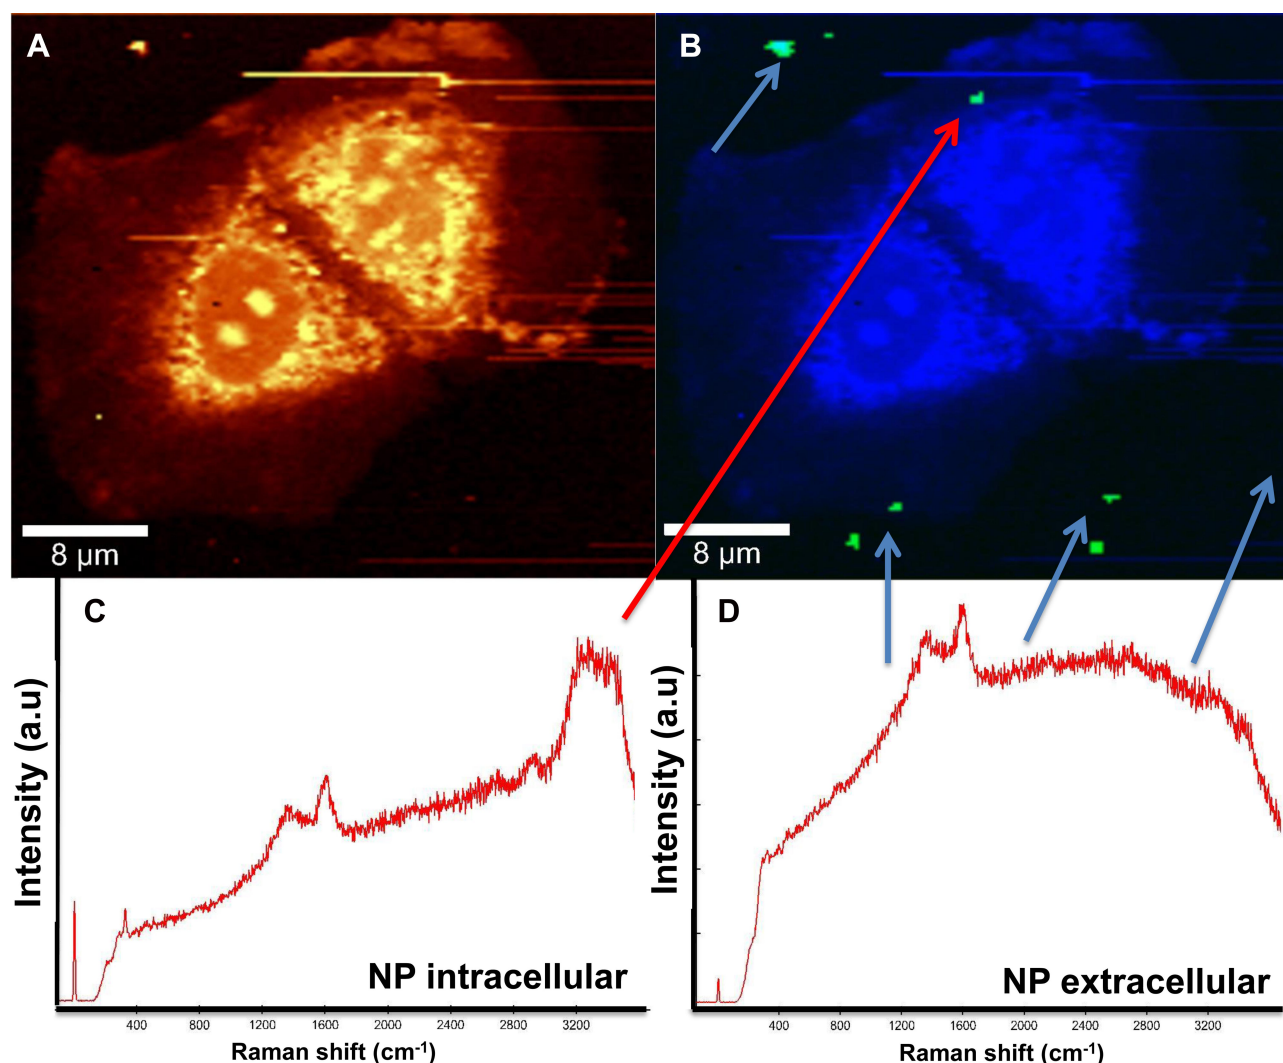 A
B
8 µm
8 µm
C
D
Intensity (a.u)
Intensity (a.u)
NP intracellular
NP extracellular
400 800 1200 1600 2000 2400 2800 3200
400 800 1200 1600 2000 2400 2800 3200
Raman shift (cm⁻¹)
Raman shift (cm⁻¹)